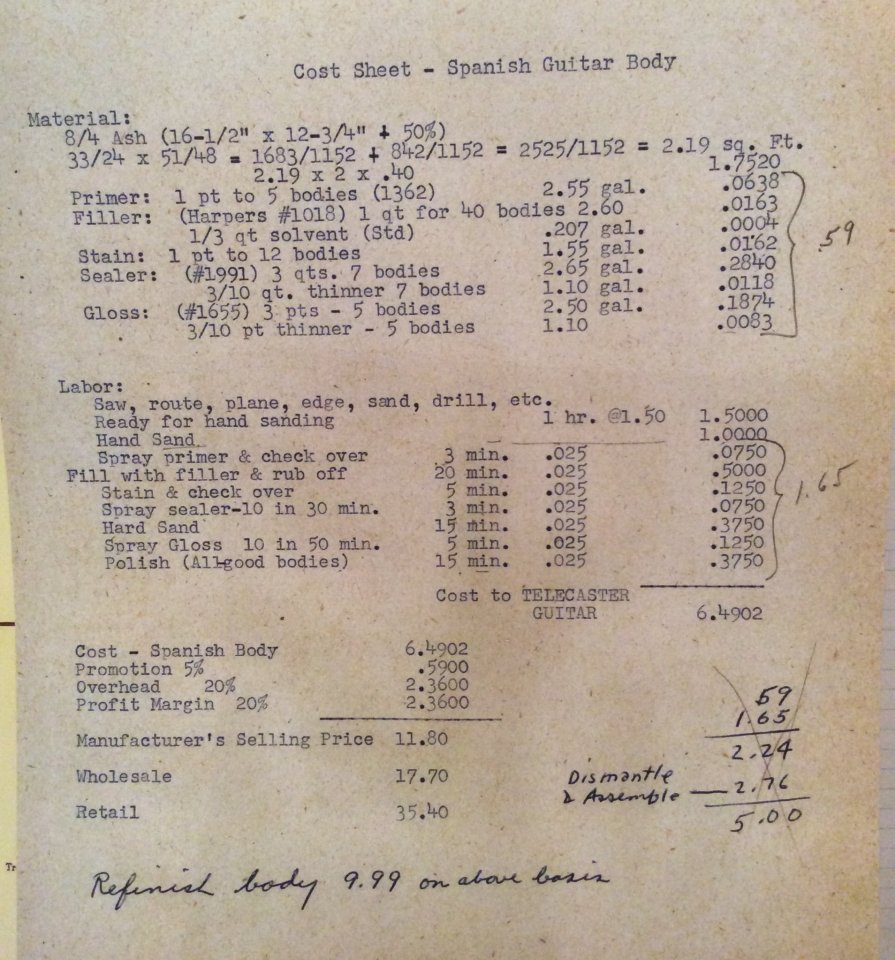 Cost Sheet - Spanish Guitar Body
Material:
8/4 Ash (16-1/2" x 12-3/4" + 50%)
33/24 x 51/48 = 1683/1152 + 842/1152 = 2525/1152 = 2.19 sq. Ft.
2.19 x 2 x .40 1.7520
Primer: 1 pt to 5 bodies (1362) 2.55 gal. .0638
Filler: (Harpers #1018) 1 qt for 40 bodies 2.60 .0163
1/3 qt solvent (Std) .207 gal. .0004
Stain: 1 pt to 12 bodies 1.55 gal. .0162
Sealer: (#1991) 3 qts. 7 bodies 2.65 gal. .2840
3/10 qt. thinner 7 bodies 1.10 gal. .0118
Gloss: (#1655) 3 pts - 5 bodies 2.50 gal. .1874
3/10 pt thinner - 5 bodies 1.10 .0083
.59
Labor:
Saw, route, plane, edge, sand, drill, etc.
Ready for hand sanding 1 hr. @1.50 1.5000
Hand Sand 1.0000
Spray primer & check over 3 min. .025 .0750
Fill with filler & rub off 20 min. .025 .5000
Stain & check over 5 min. .025 .1250
Spray sealer-10 in 30 min. 3 min. .025 .0750
Hard Sand 15 min. .025 .3750
Spray Gloss 10 in 50 min. 5 min. .025 .1250
Polish (Allgood bodies) 15 min. .025 .3750
1.65
Cost to TELECASTER
GUITAR 6.4902
Cost - Spanish Body 6.4902
Promotion 5% .5900
Overhead 20% 2.3600
Profit Margin 20% 2.3600
Manufacturer's Selling Price 11.80
Wholesale 17.70
Retail 35.40
59
1.65
2.24
Dismantle
& Assemble — 2.76
5.00
Refinish body 9.99 on above basis
Tr